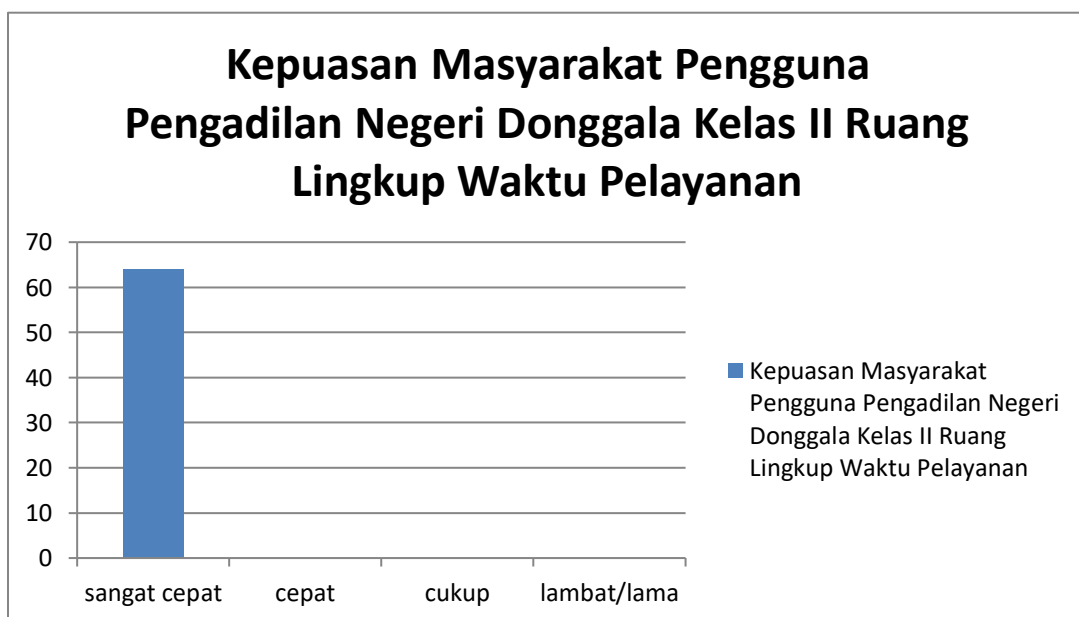 Kepuasan Masyarakat Pengguna
Pengadilan Negeri Donggala Kelas II Ruang
Lingkup Waktu Pelayanan
70
60
50
40
30
20
10
0
sangat cepat cepat cukup lambat/lama
Kepuasan Masyarakat
Pengguna Pengadilan Negeri
Donggala Kelas II Ruang
Lingkup Waktu Pelayanan